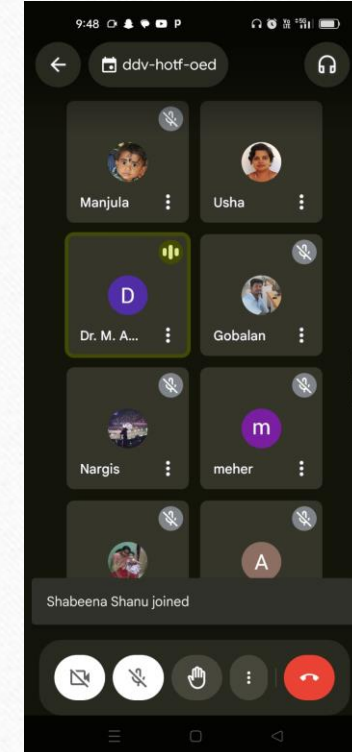 9:48 P
ddv-hotf-oed
Manjula
Usha
D
Dr. M. A...
Gobalan
Nargis
m
meher
A
Shabeena Shanu joined